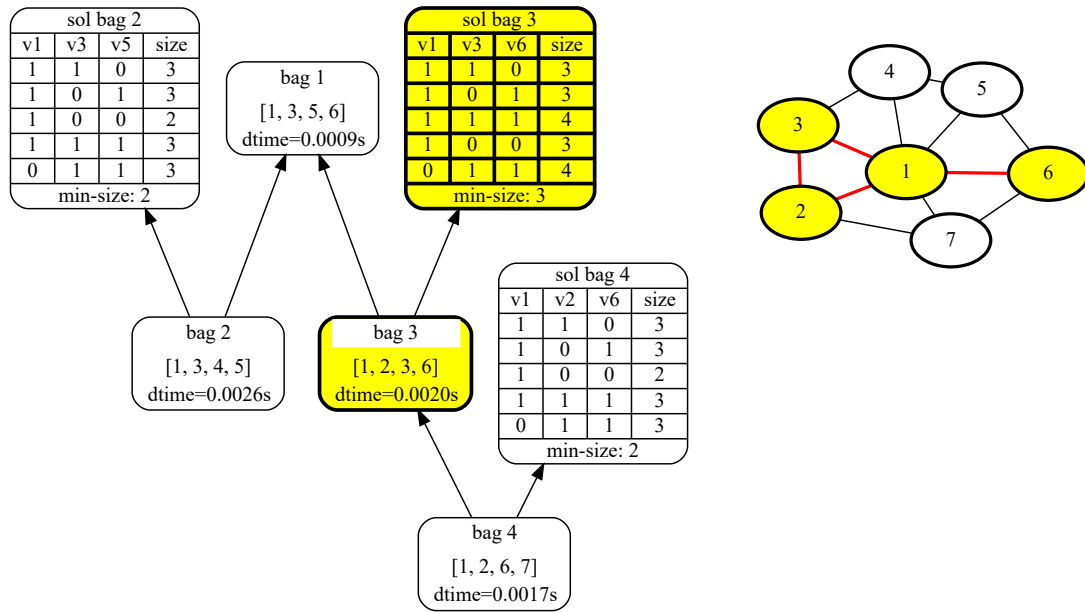 sol bag 2
v1 v3 v5 size
1 1 0 3
1 0 1 3
1 0 0 2
1 1 1 3
0 1 1 3
min-size: 2
bag 1
[1, 3, 5, 6]
dtime=0.0009s
sol bag 3
v1 v3 v6 size
1 1 0 3
1 0 1 3
1 1 1 4
1 0 0 3
0 1 1 4
min-size: 3
4
5
3
1
6
2
7
bag 2
[1, 3, 4, 5]
dtime=0.0026s
bag 3
[1, 2, 3, 6]
dtime=0.0020s
sol bag 4
v1 v2 v6 size
1 1 0 3
1 0 1 3
1 0 0 2
1 1 1 3
0 1 1 3
min-size: 2
bag 4
[1, 2, 6, 7]
dtime=0.0017s